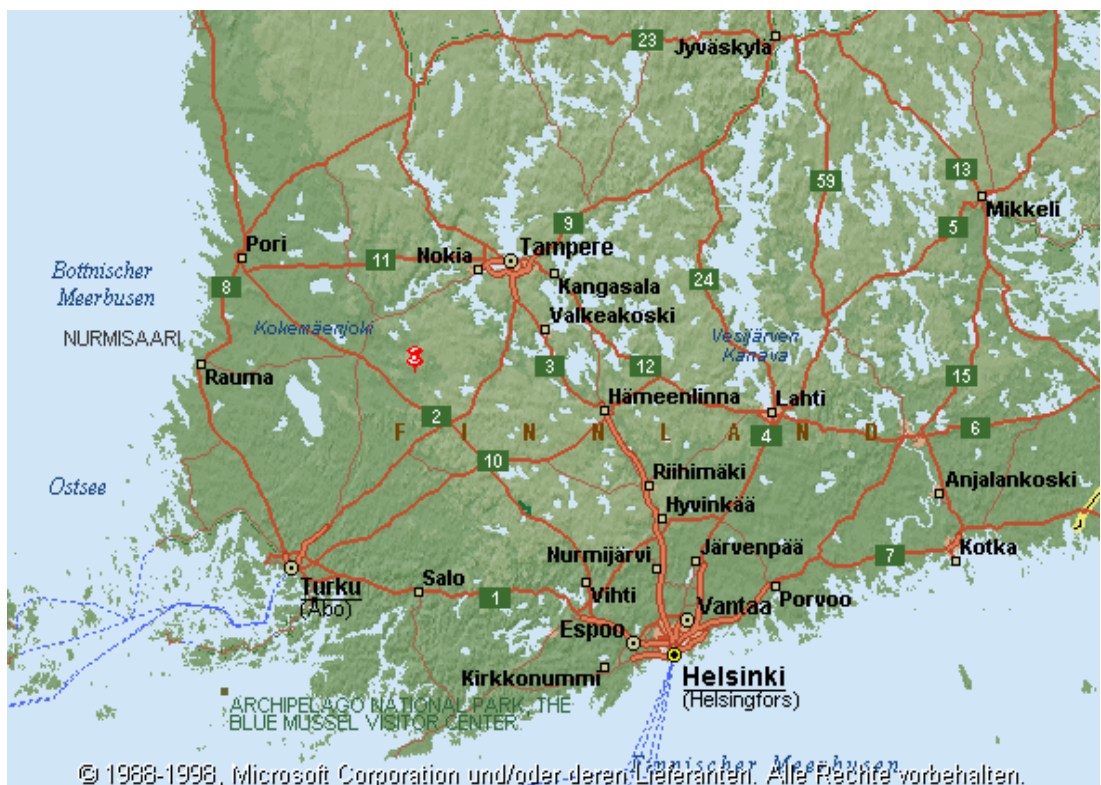 23
Jyväskylä
13
59
Mikkeli
5
9
Pori
Tampere
Nokia
11
Bottnischer
Meerbusen
8
Kangasala
24
Valkeakoski
Kokemäenjoki
Vesijärven
Kanava
NURMISAARI
Rauma
3
12
15
Hämeenlinna
Lahti
2
FINNLAND
4
6
10
Riihimäki
Anjalankoski
Ostsee
Hyvinkää
Nurmijärvi
Järvenpää
7
Kotka
Turku
(Åbo)
Salo
1
Vihti
Vantaa
Porvoo
Espoo
Kirkkonummi
Helsinki
(Helsingfors)
ARCHIPELAGO NATIONAL PARK, THE
BLUE MUSSEL VISITOR CENTER
Finnischer Meerbusen
© 1988-1998, Microsoft Corporation und/oder deren Lieferanten. Alle Rechte vorbehalten.